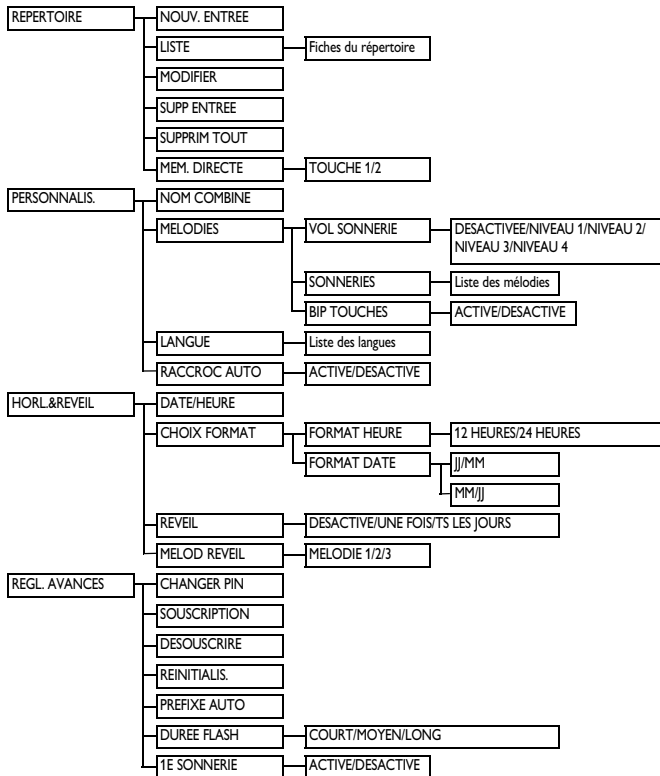 REPERTOIRE
NOUV. ENTREE
LISTE
Fiches du répertoire
MODIFIER
SUPP ENTREE
SUPPRIM TOUT
MEM. DIRECTE
TOUCHE 1/2
PERSONNALIS.
NOM COMBINE
MELODIES
VOL SONNERIE
DESACTIVEE/NIVEAU 1/NIVEAU 2/
NIVEAU 3/NIVEAU 4
SONNERIES
Liste des mélodies
BIP TOUCHES
ACTIVE/DESACTIVE
LANGUE
Liste des langues
RACCROC AUTO
ACTIVE/DESACTIVE
HORL.&REVEIL
DATE/HEURE
CHOIX FORMAT
FORMAT HEURE
12 HEURES/24 HEURES
FORMAT DATE
JJ/MM
MM/JJ
REVEIL
DESACTIVE/UNE FOIS/TS LES JOURS
MELOD REVEIL
MELODIE 1/2/3
REGL. AVANCES
CHANGER PIN
SOUSCRIPTION
DESOUSCRIRE
REINITIALIS.
PREFIXE AUTO
DUREE FLASH
COURT/MOYEN/LONG
1E SONNERIE
ACTIVE/DESACTIVE